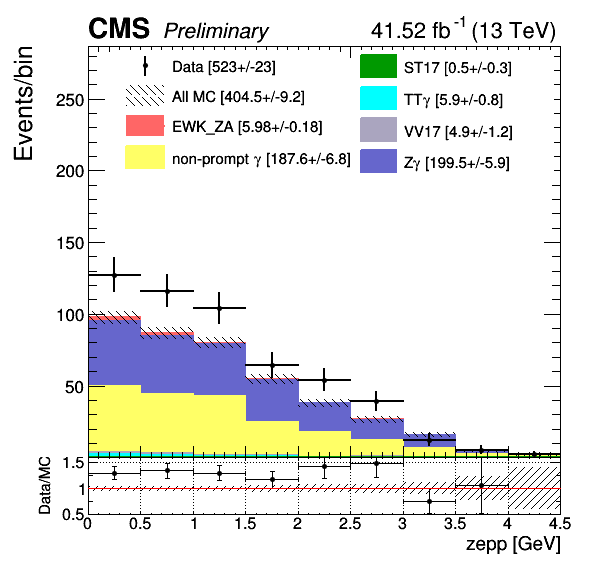 CMS Preliminary 41.52 fb⁻¹ (13 TeV)
Events/bin
Data [523+/-23]
All MC [404.5+/-9.2]
EWK_ZA [5.98+/-0.18]
non-prompt γ [187.6+/-6.8]
ST17 [0.5+/-0.3]
TTγ [5.9+/-0.8]
VV17 [4.9+/-1.2]
Zγ [199.5+/-5.9]
250
200
150
100
50
Data/MC
1.5
1
0.5
0 0.5 1 1.5 2 2.5 3 3.5 4 4.5
zepp [GeV]